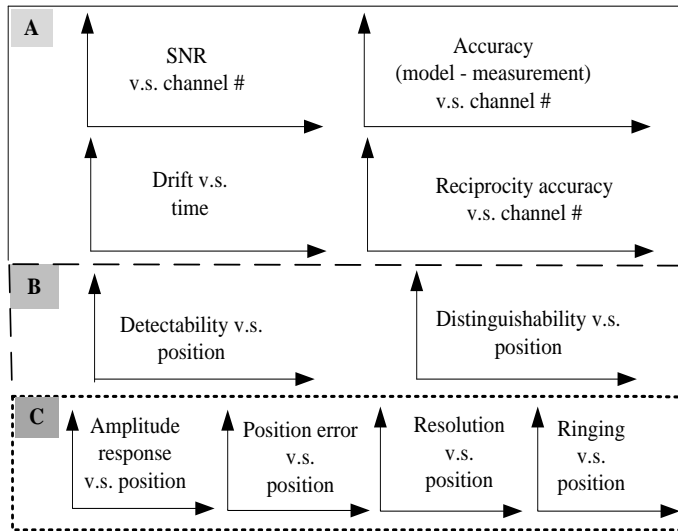 A
SNR
v.s. channel #
Accuracy
(model - measurement)
v.s. channel #
Drift v.s.
time
Reciprocity accuracy
v.s. channel #
B
Detectability v.s.
position
Distinguishability v.s.
position
C
Amplitude
response
v.s. position
Position error
v.s.
position
Resolution
v.s.
position
Ringing
v.s.
position